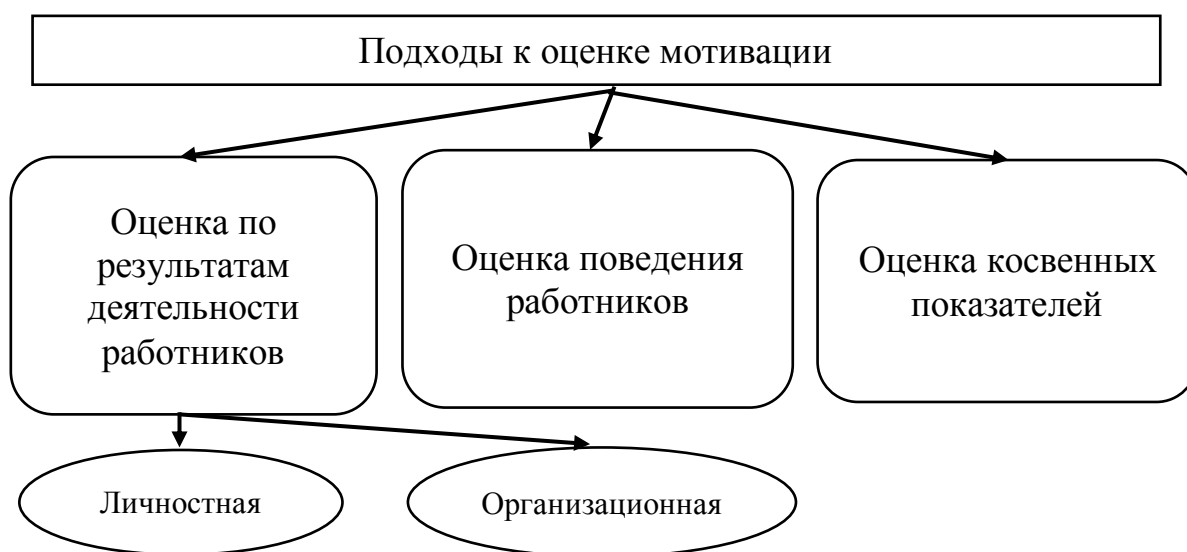 Подходы к оценке мотивации
Оценка по
результатам
деятельности
работников
Оценка поведения
работников
Оценка косвенных
показателей
Личностная
Организационная